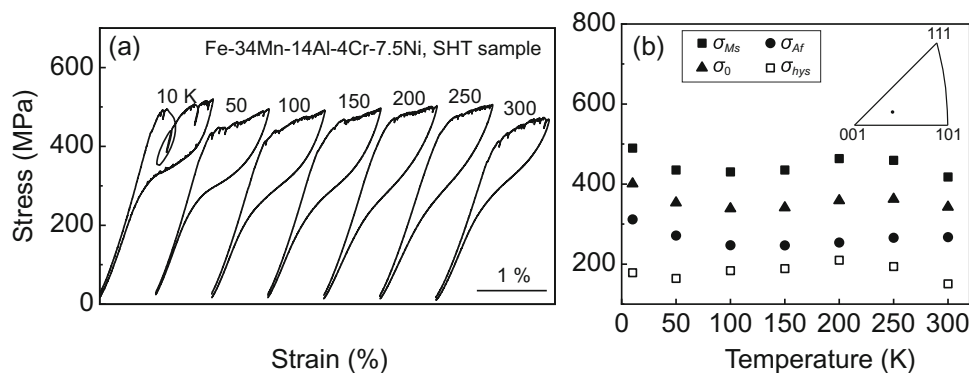 (a)
Fe-34Mn-14Al-4Cr-7.5Ni, SHT sample
10 K
50
100
150
200
250
300
1 %
600
400
200
0
Stress (MPa)
Strain (%)
(b)
σMs
σAf
σ0
σhys
111
001
101
800
600
400
200
0
50
100
150
200
250
300
Temperature (K)